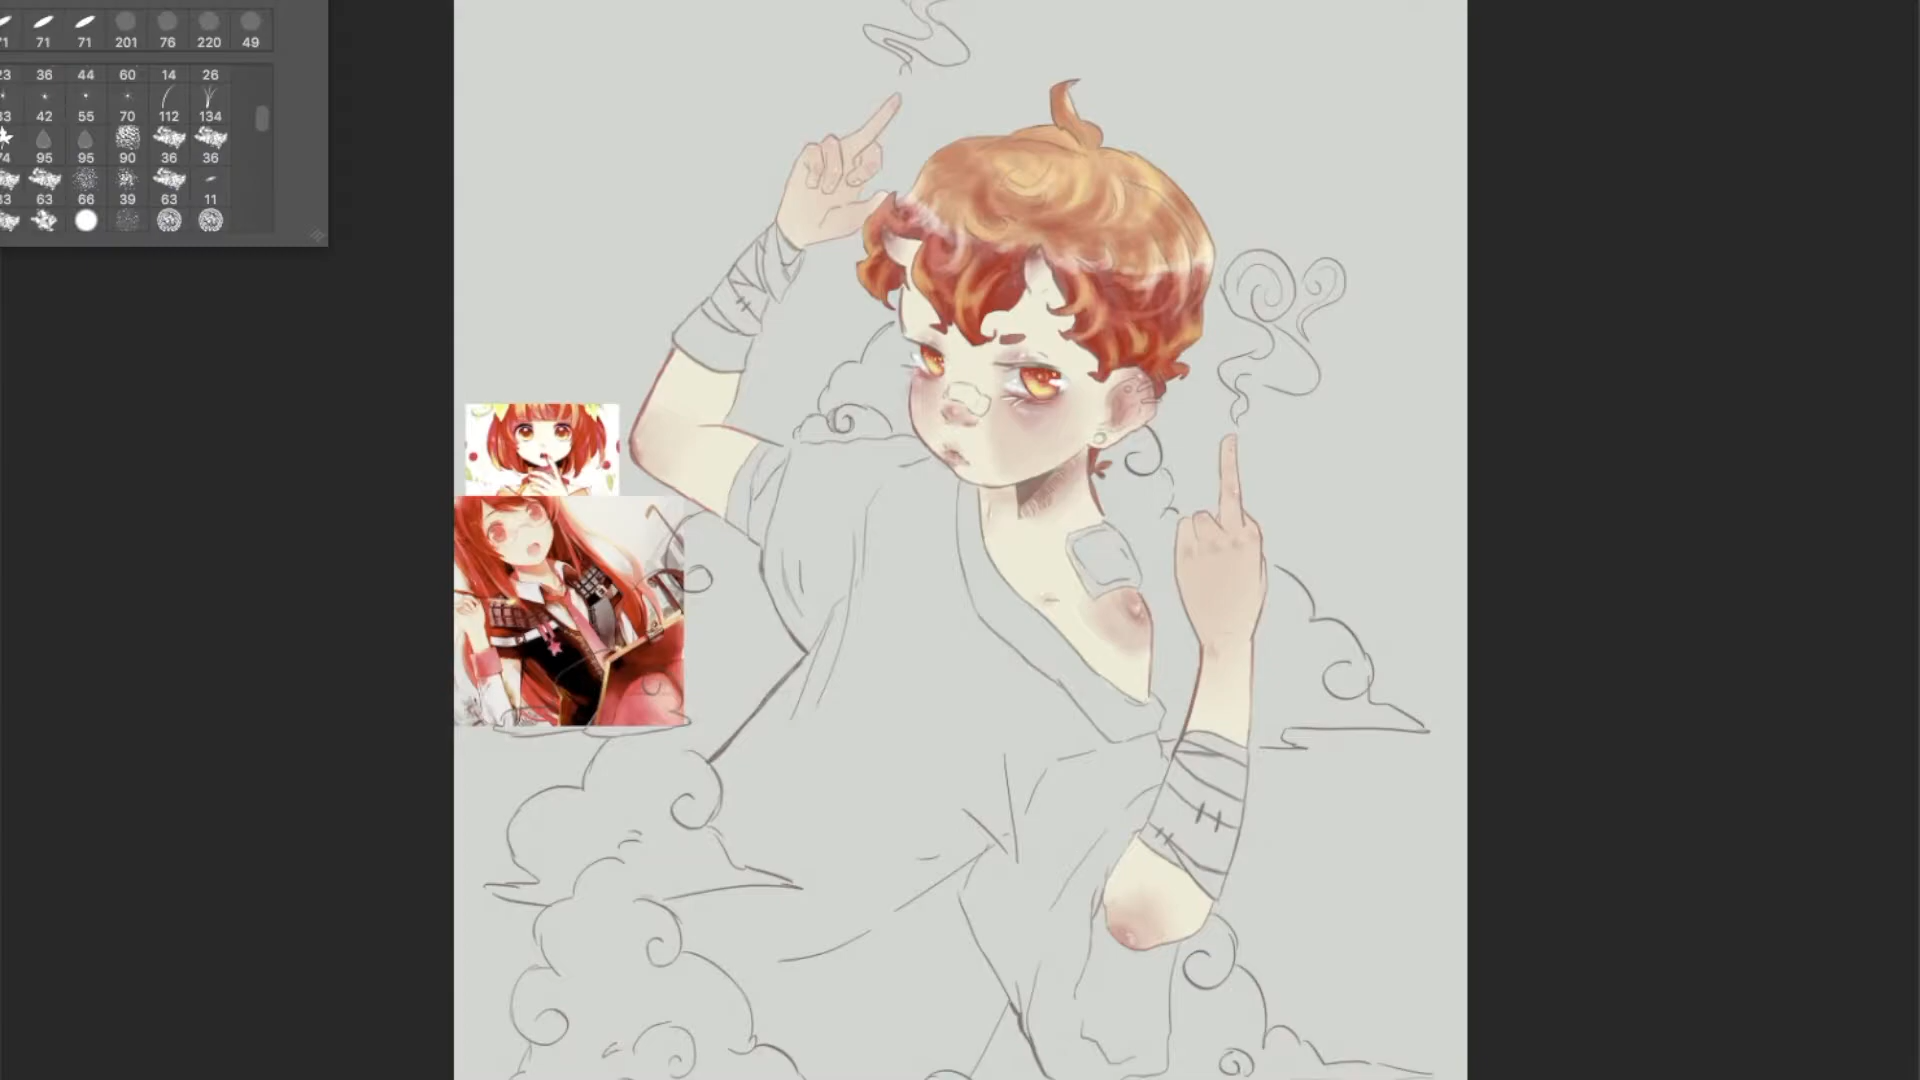 71 71 71 201 76 220 49
23 36 44 60 14 26
33 42 55 70 112 134
74 95 95 90 36 36
33 63 66 39 63 11